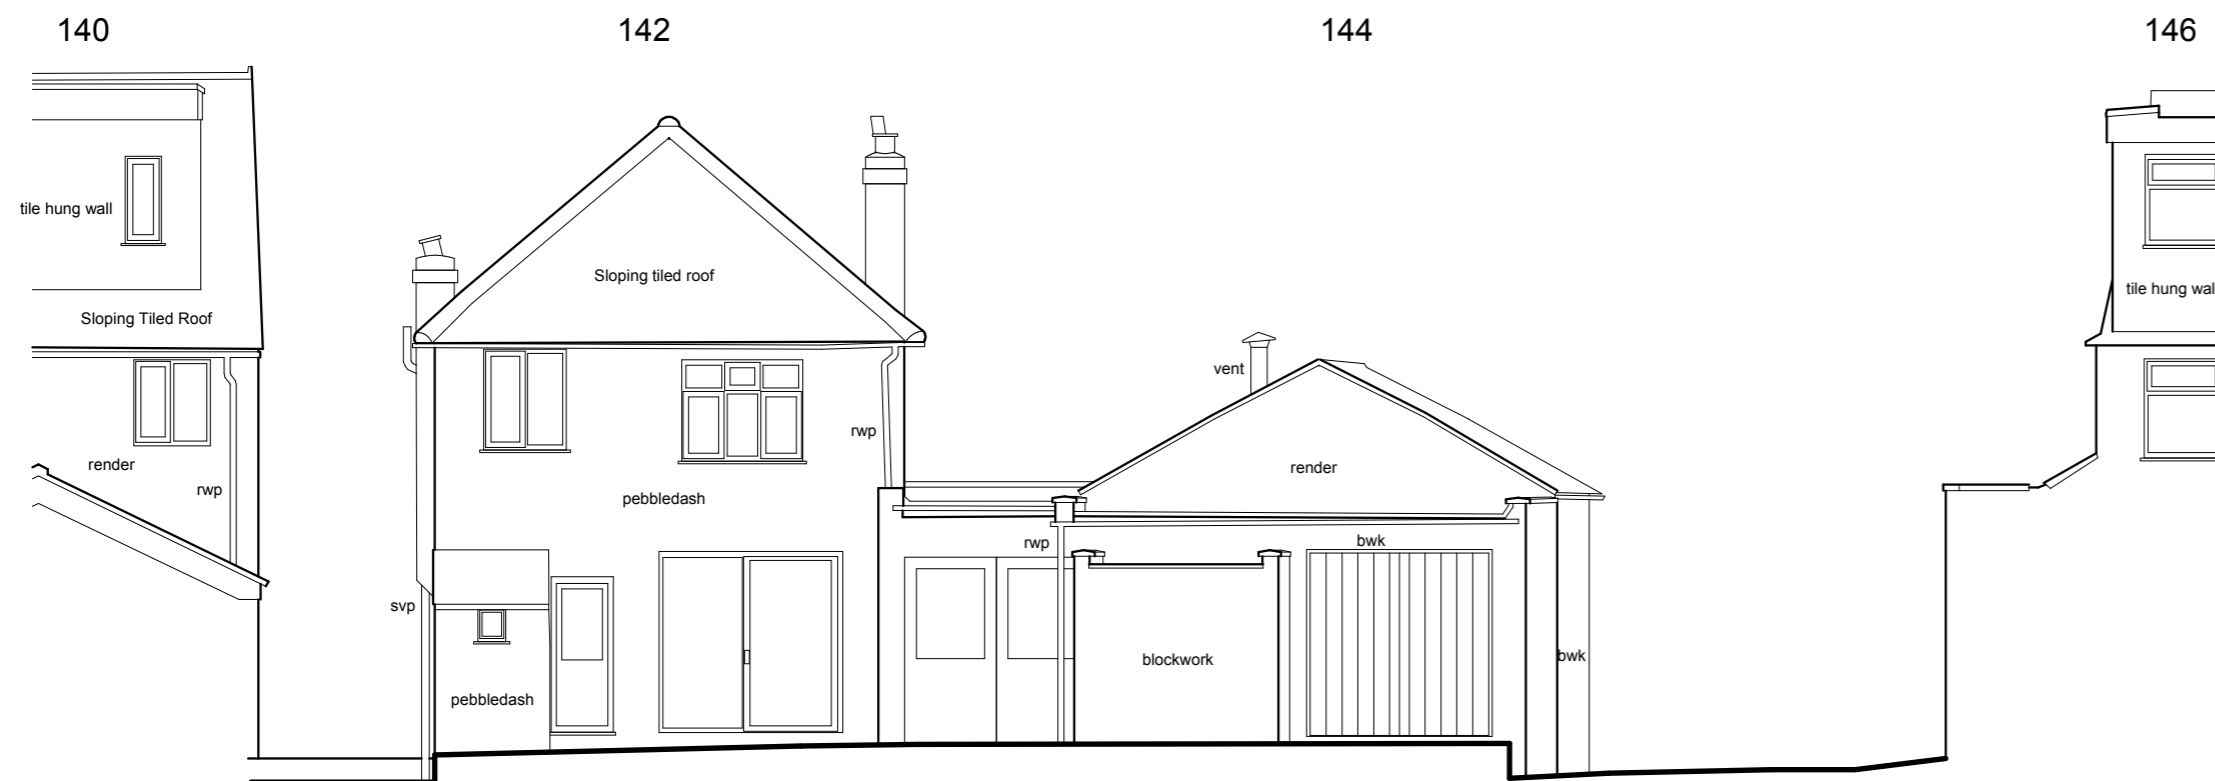 140
142
144
146
tile hung wall
Sloping tiled roof
tile hung wal
Sloping Tiled Roof
vent
rwp
render
render
rwp
pebbledash
rwp
bwk
svp
blockwork
bwk
pebbledash